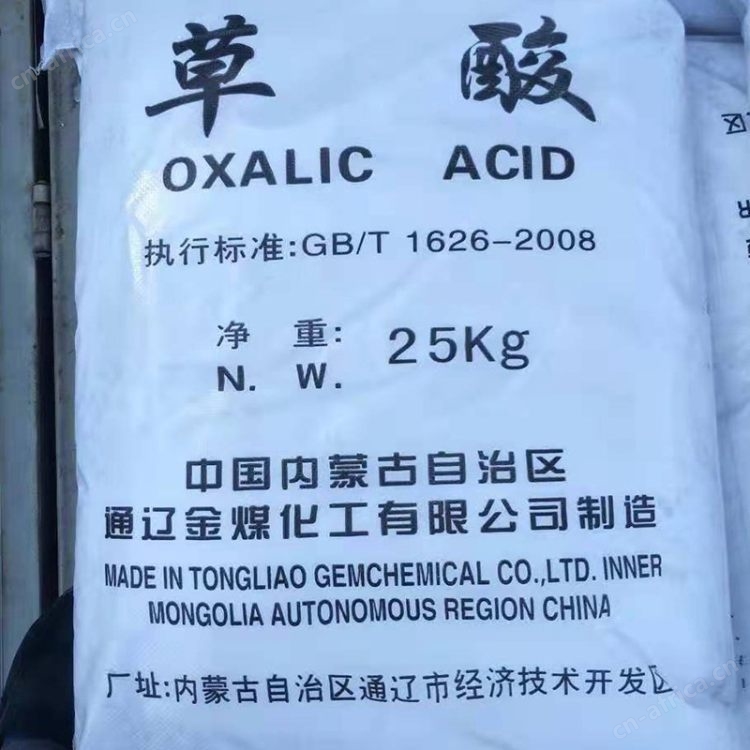 草 酸
OXALIC ACID
执行标准:GB/T 1626-2008
净 重: 25Kg
N. W.
中国内蒙古自治区
通辽金煤化工有限公司制造
MADE IN TONGLIAO GEMCHEMICAL CO.,LTD. INNER
MONGOLIA AUTONOMOUS REGION CHINA
厂址:内蒙古自治区通辽市经济技术开发区
cn-africa.cn